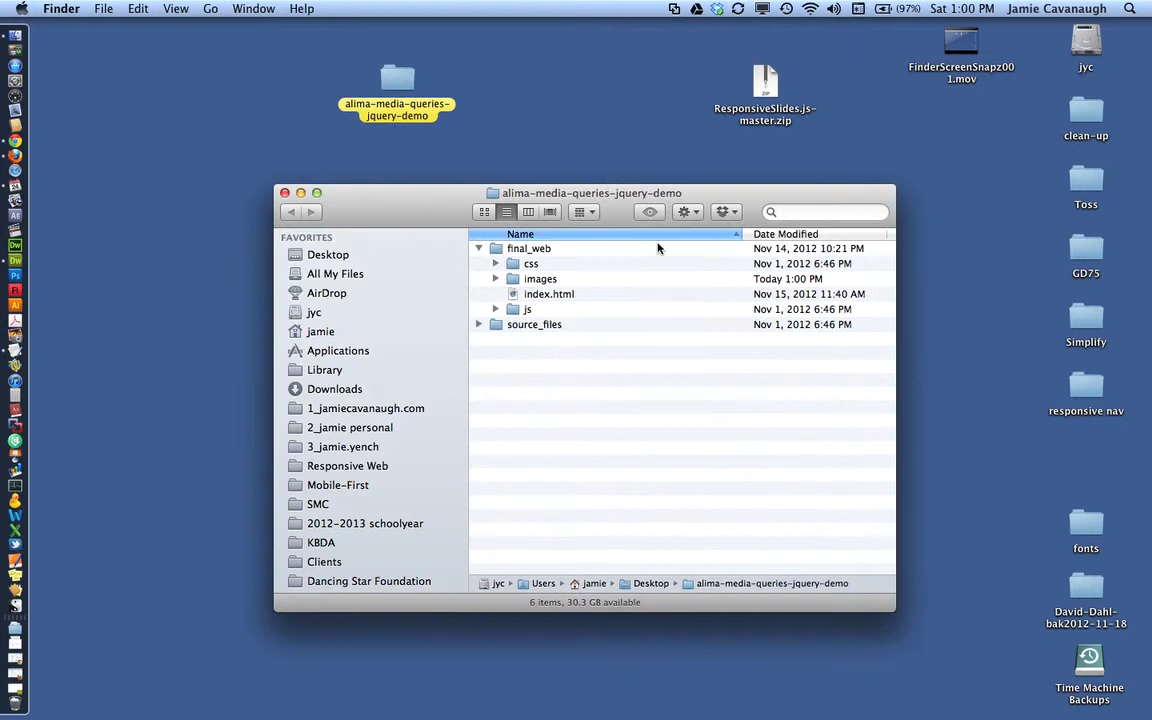 Finder File Edit View Go Window Help (97%) Sat 1:00 PM Jamie Cavanaugh
alima-media-queries-
jquery-demo
ZIP
ResponsiveSlides.js-
master.zip
FinderScreenSnapz00
1.mov
jyc
clean-up
Toss
GD75
Simplify
responsive nav
fonts
David-Dahl-
bak2012-11-18
Time Machine
Backups
alima-media-queries-jquery-demo
FAVORITES
Desktop
All My Files
AirDrop
jyc
jamie
Applications
Library
Downloads
1_jamiecavanaugh.com
2_jamie personal
3_jamie.yench
Responsive Web
Mobile-First
SMC
2012-2013 schoolyear
KBDA
Clients
Dancing Star Foundation
Name Date Modified
final_web Nov 14, 2012 10:21 PM
css Nov 1, 2012 6:46 PM
images Today 1:00 PM
index.html Nov 15, 2012 11:40 AM
js Nov 1, 2012 6:46 PM
source_files Nov 1, 2012 6:46 PM
jyc Users jamie Desktop alima-media-queries-jquery-demo
6 items, 30.3 GB available
Ae
Dw
Dw
Ps
Fl
Ai